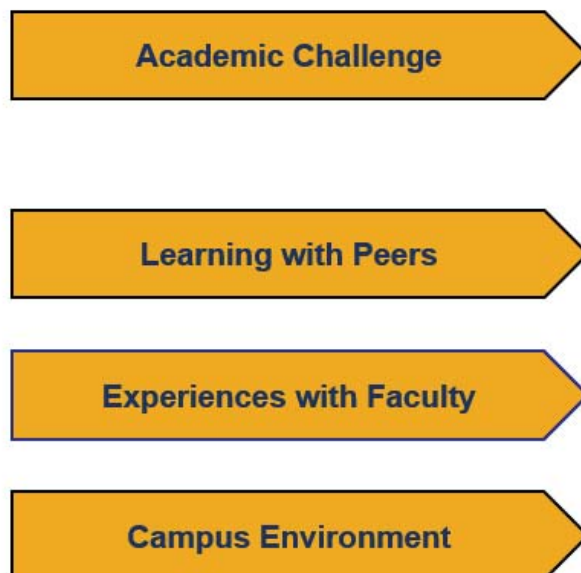 Academic Challenge
Learning with Peers
Experiences with Faculty
Campus Environment